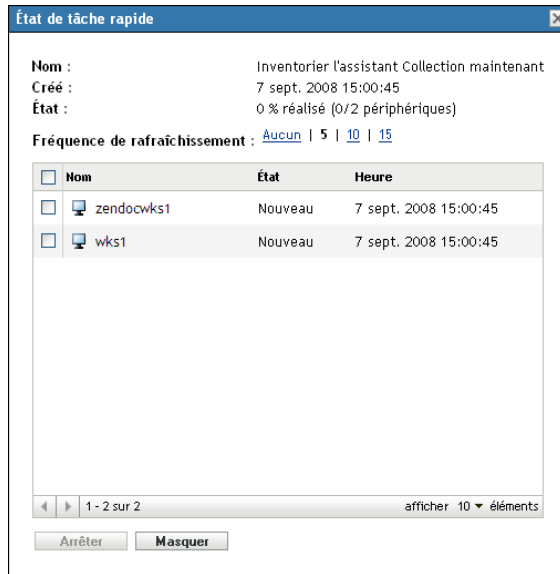 État de tâche rapide
Nom : Inventorier l'assistant Collection maintenant
Créé : 7 sept. 2008 15:00:45
État : 0 % réalisé (0/2 périphériques)
Fréquence de rafraîchissement : Aucun | 5 | 10 | 15
Nom État Heure
zendocwks1 Nouveau 7 sept. 2008 15:00:45
wks1 Nouveau 7 sept. 2008 15:00:45
1 - 2 sur 2 afficher 10 éléments
Arrêter Masquer